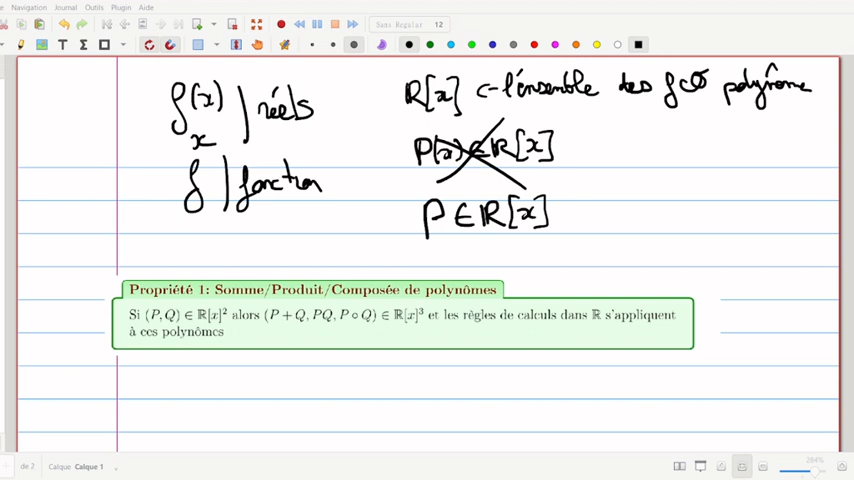 Navigation Journal Outils Plugin Aide
Sans Regular 12
f(x) | réels
x
f | fonction
ℝ[x] ← l'ensemble des fcts polynôme
P(x) ∈ ℝ[x]
P ∈ ℝ[x]
Propriété 1: Somme/Produit/Composée de polynômes
Si (P, Q) ∈ ℝ[x]² alors (P + Q, PQ, P ∘ Q) ∈ ℝ[x]³ et les règles de calculs dans ℝ s'appliquent
à ces polynômes
de 2 Calque Calque 1 284%